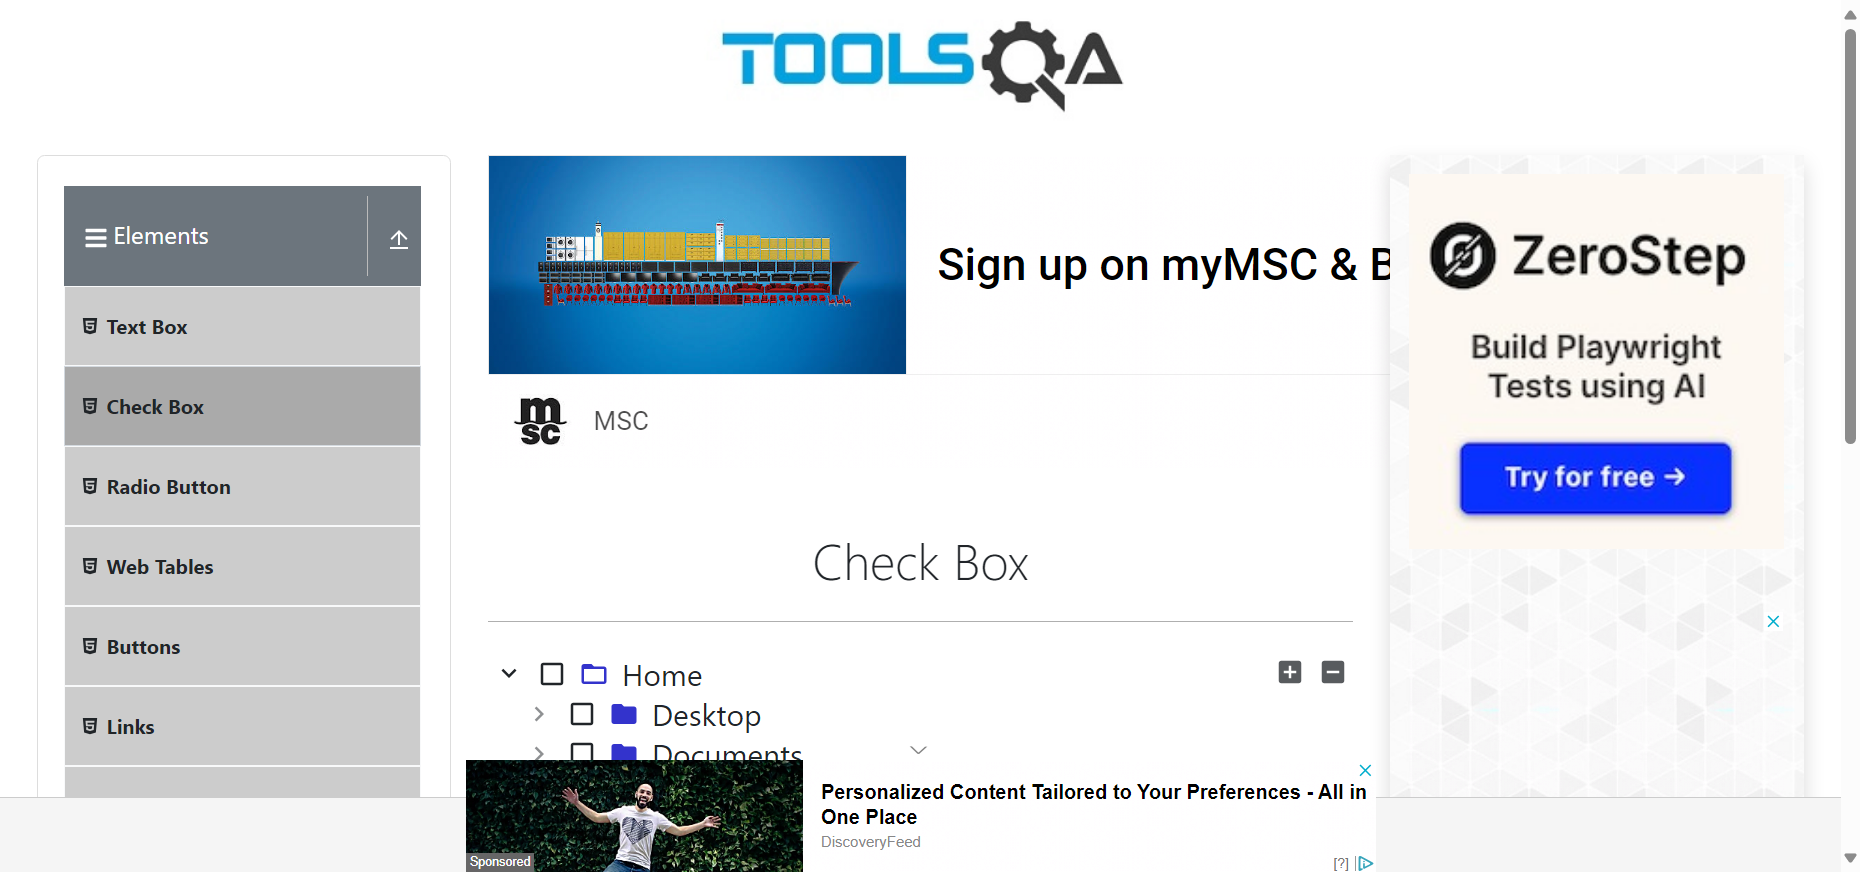 TOOLSQA
Elements
Text Box
Check Box
Radio Button
Web Tables
Buttons
Links
Sign up on myMSC & B
msc
MSC
Check Box
Home
Desktop
Documents
ZeroStep
Build Playwright
Tests using AI
Try for free →
Personalized Content Tailored to Your Preferences - All in
One Place
DiscoveryFeed
Sponsored
[?]